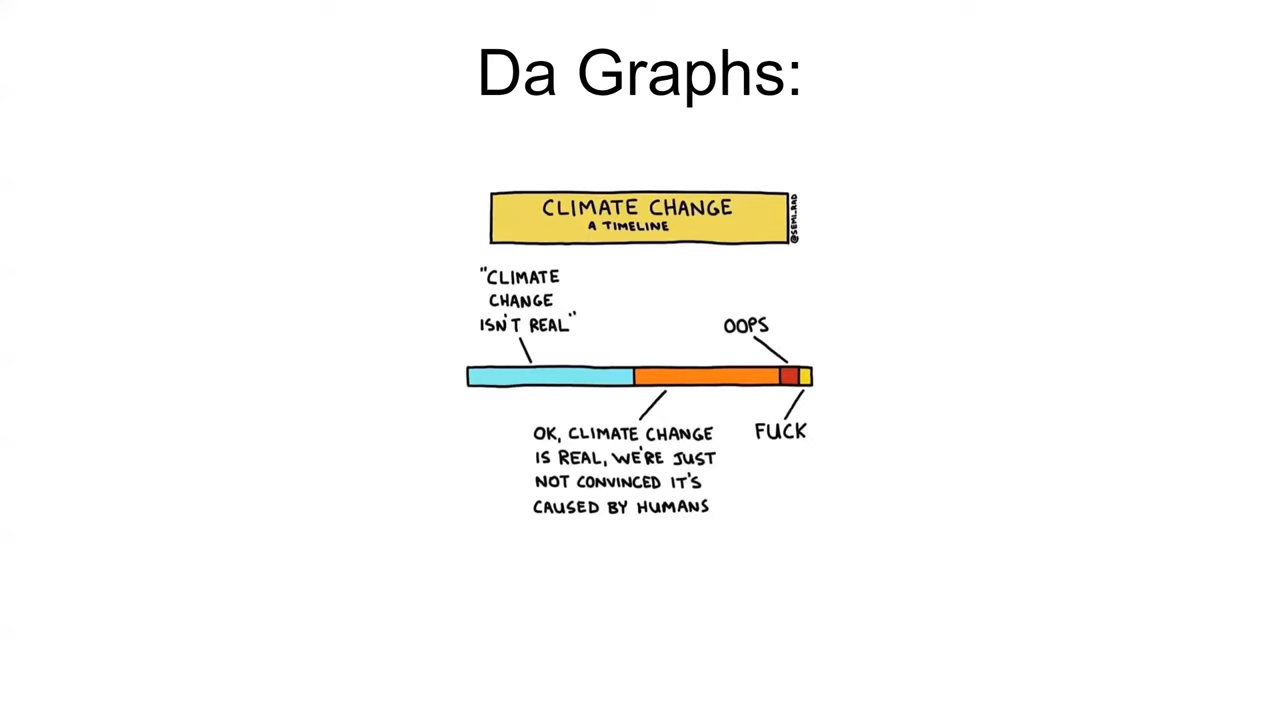 Da Graphs:
CLIMATE CHANGE
A TIMELINE
@SEMI_RAD
"CLIMATE
CHANGE
ISN'T REAL"
OOPS
OK, CLIMATE CHANGE
IS REAL, WE'RE JUST
NOT CONVINCED IT'S
CAUSED BY HUMANS
FUCK